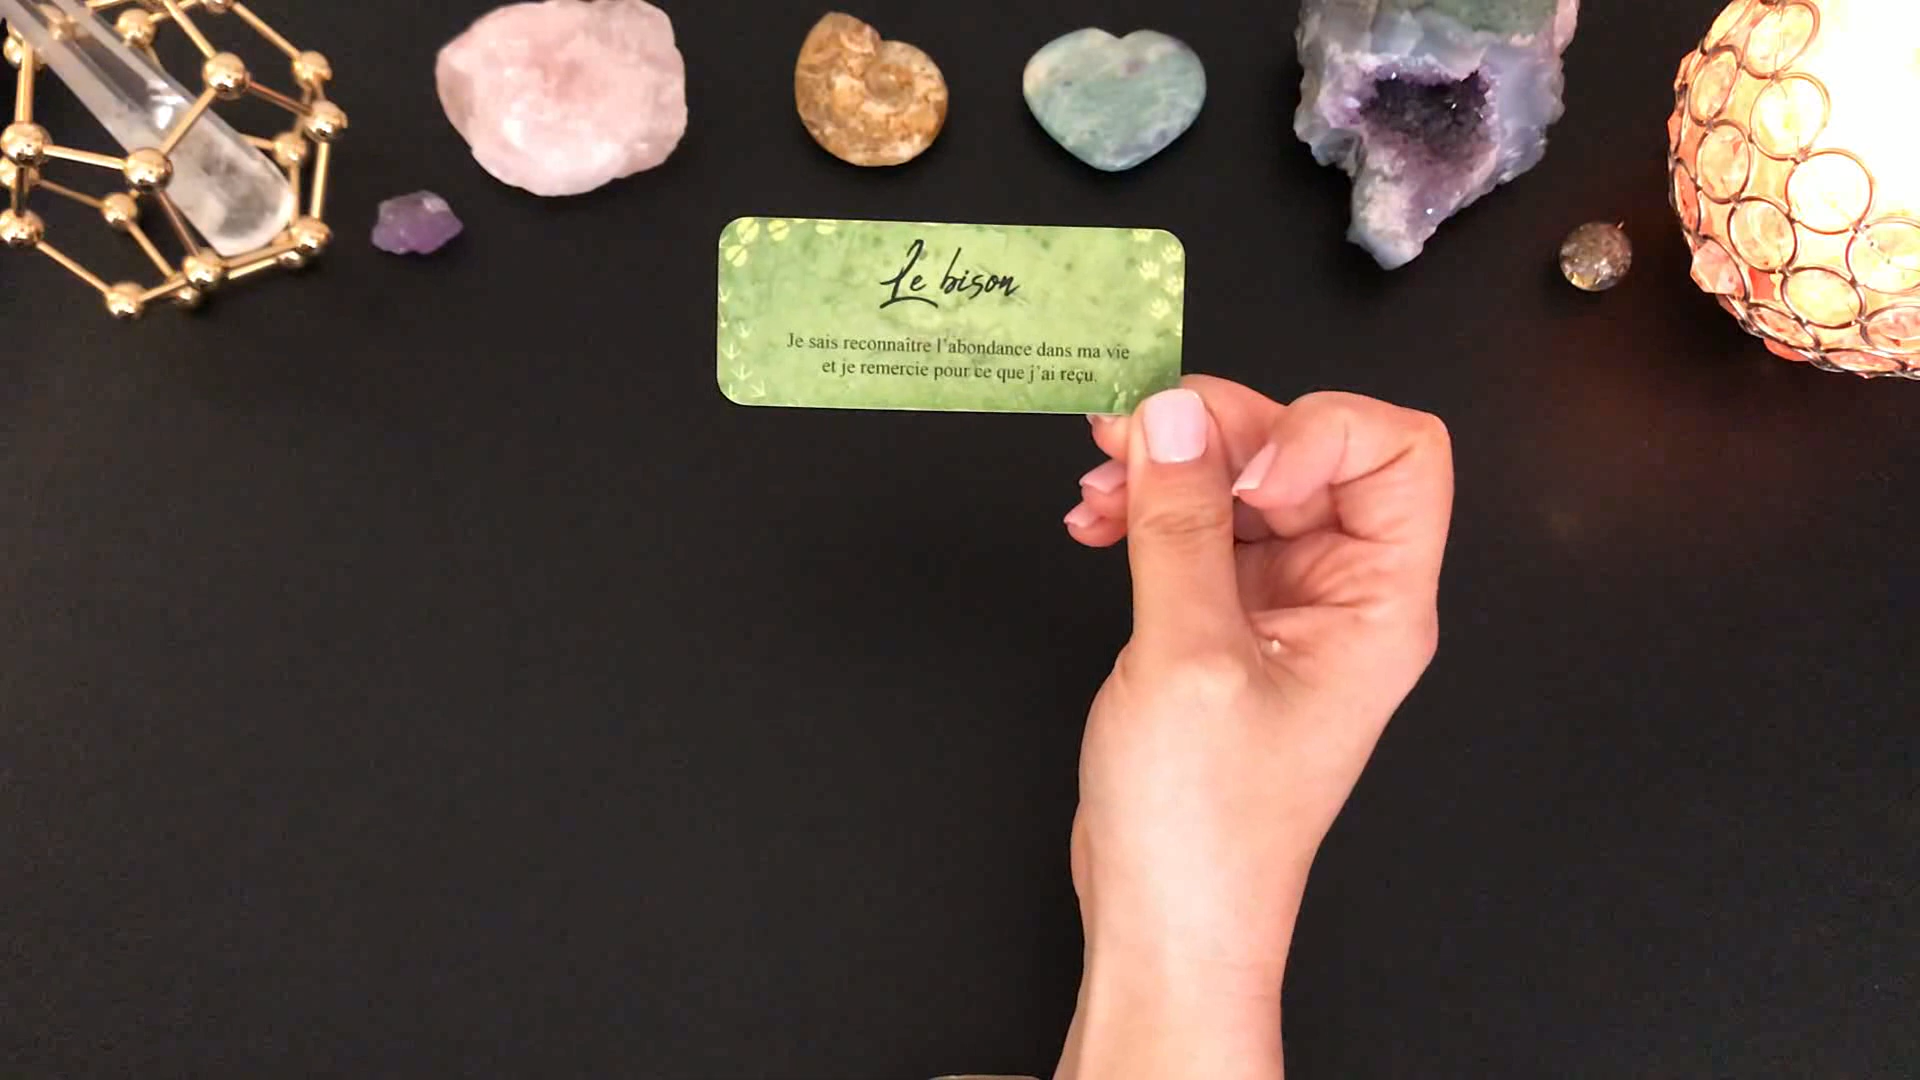 Le bison
Je sais reconnaître l'abondance dans ma vie
et je remercie pour ce que j'ai reçu.